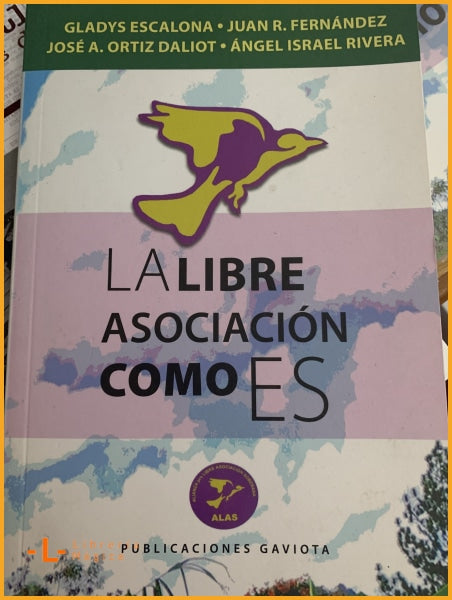 GLADYS ESCALONA • JUAN R. FERNÁNDEZ
JOSÉ A. ORTIZ DALIOT • ÁNGEL ISRAEL RIVERA
LA LIBRE
ASOCIACIÓN
COMO ES
ALAS
PUBLICACIONES GAVIOTA
-L-